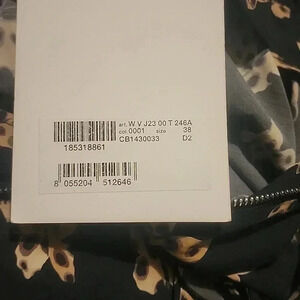 art. W V J23 00 T 246A
col. 0001 size 38
185318861 CB1430033 D2
8 055204 512646